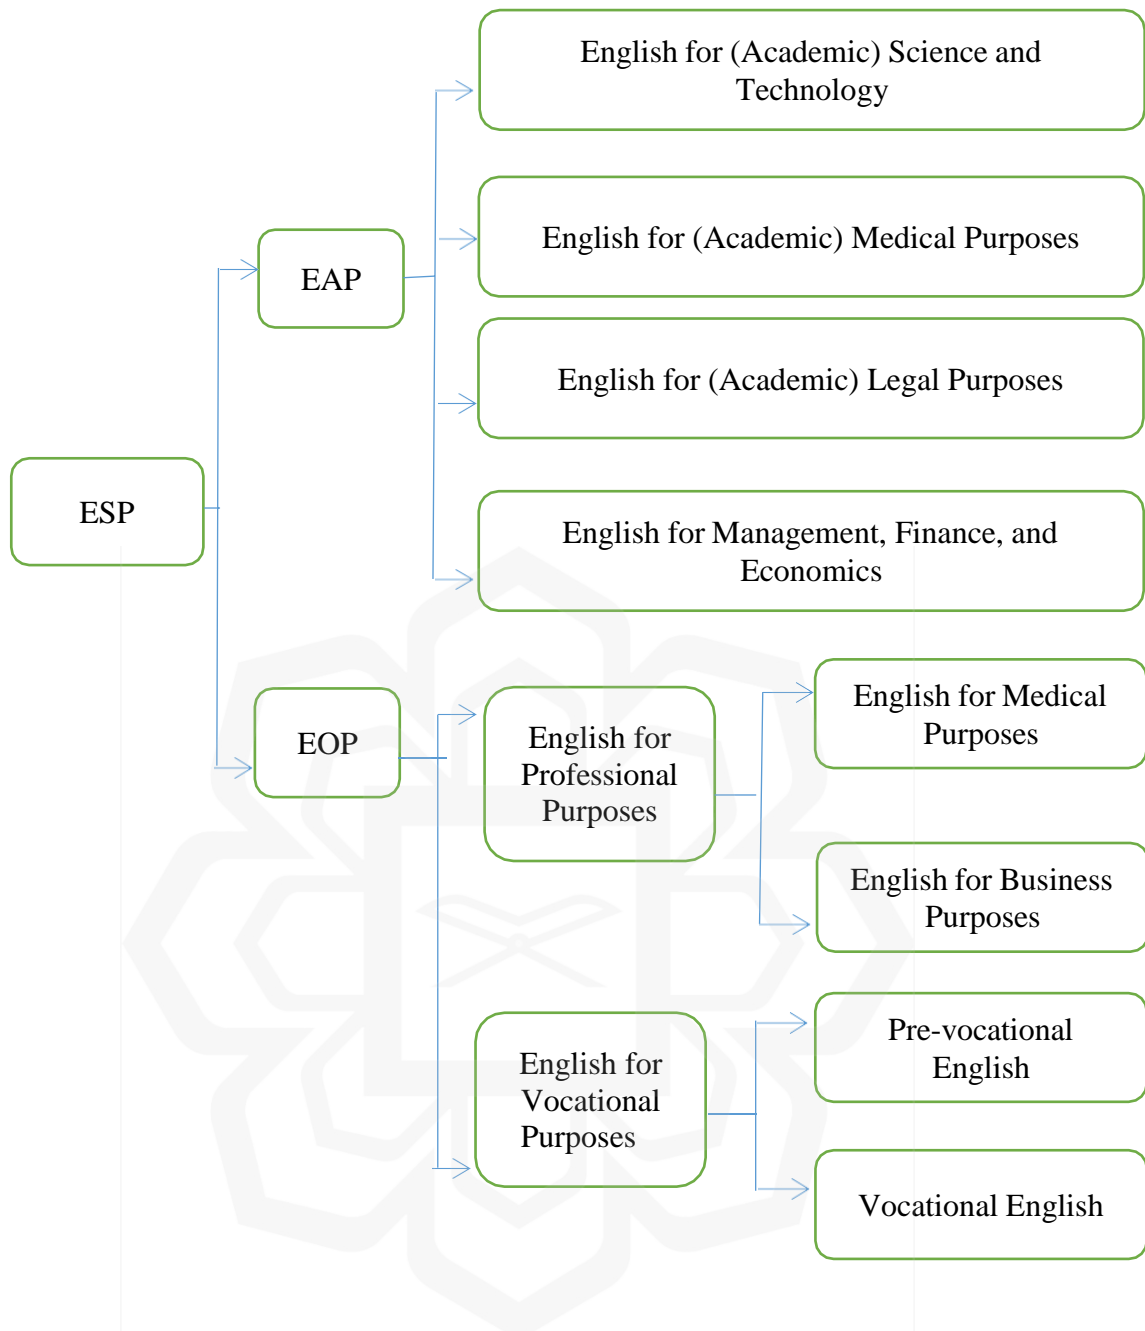 English for (Academic) Science and
Technology
English for (Academic) Medical Purposes
EAP
English for (Academic) Legal Purposes
ESP
English for Management, Finance, and
Economics
EOP
English for
Professional
Purposes
English for Medical
Purposes
English for Business
Purposes
English for
Vocational
Purposes
Pre-vocational
English
Vocational English